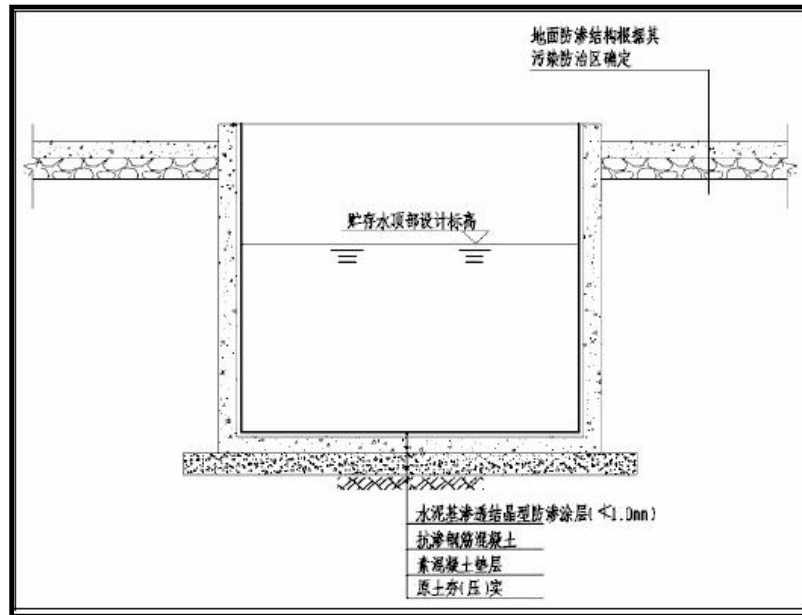 地面防渗结构根据其
污染防治区确定
贮存水顶部设计标高
水泥基渗透结晶型防渗涂层(≮1.0mm)
抗渗钢筋混凝土
素混凝土垫层
原土夯(压)实